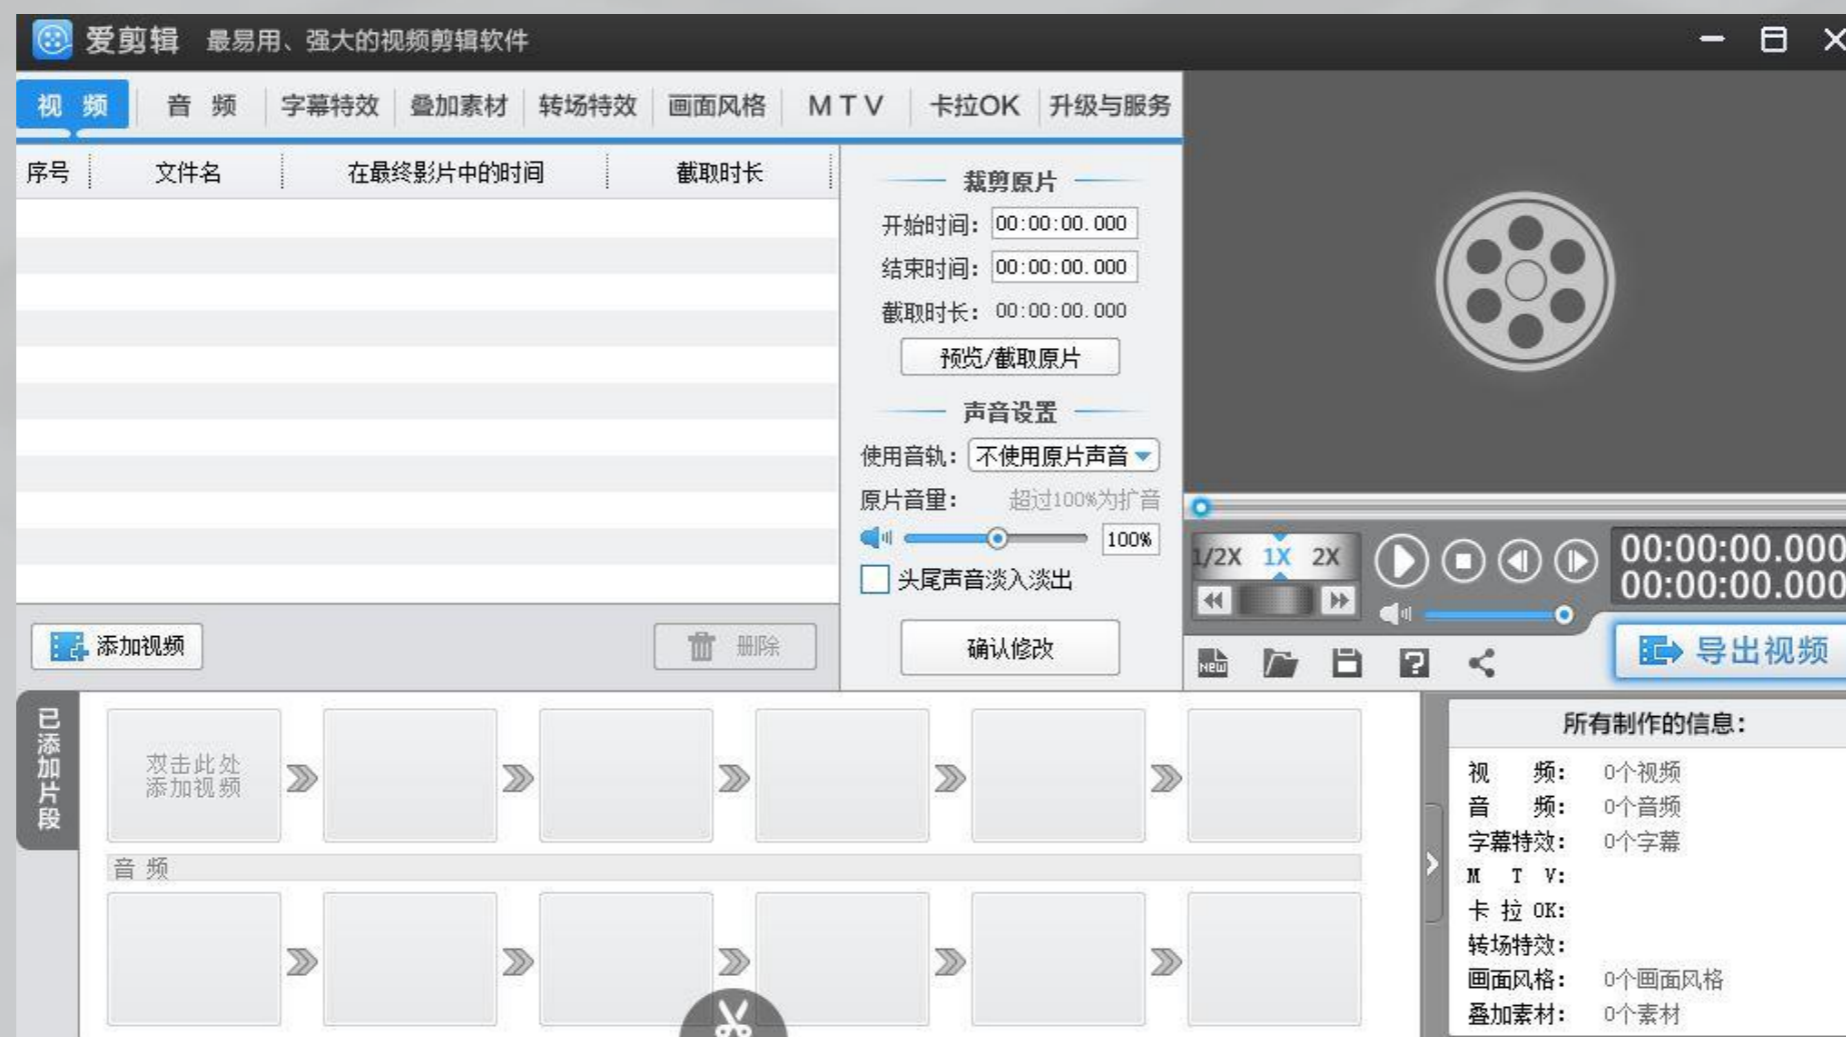 爱剪辑 最易用、强大的视频剪辑软件
视 频 音 频 字幕特效 叠加素材 转场特效 画面风格 M T V 卡拉OK 升级与服务
序号 文件名 在最终影片中的时间 截取时长
裁剪原片
开始时间: 00:00:00.000
结束时间: 00:00:00.000
截取时长: 00:00:00.000
预览/截取原片
声音设置
使用音轨: 不使用原片声音
原片音量: 超过100%为扩音
100%
头尾声音淡入淡出
确认修改
添加视频 删除
1/2X 1X 2X
00:00:00.000
00:00:00.000
NEW
导出视频
已添加片段
双击此处
添加视频
音 频
所有制作的信息:
视 频: 0个视频
音 频: 0个音频
字幕特效: 0个字幕
M T V:
卡 拉 OK:
转场特效:
画面风格: 0个画面风格
叠加素材: 0个素材